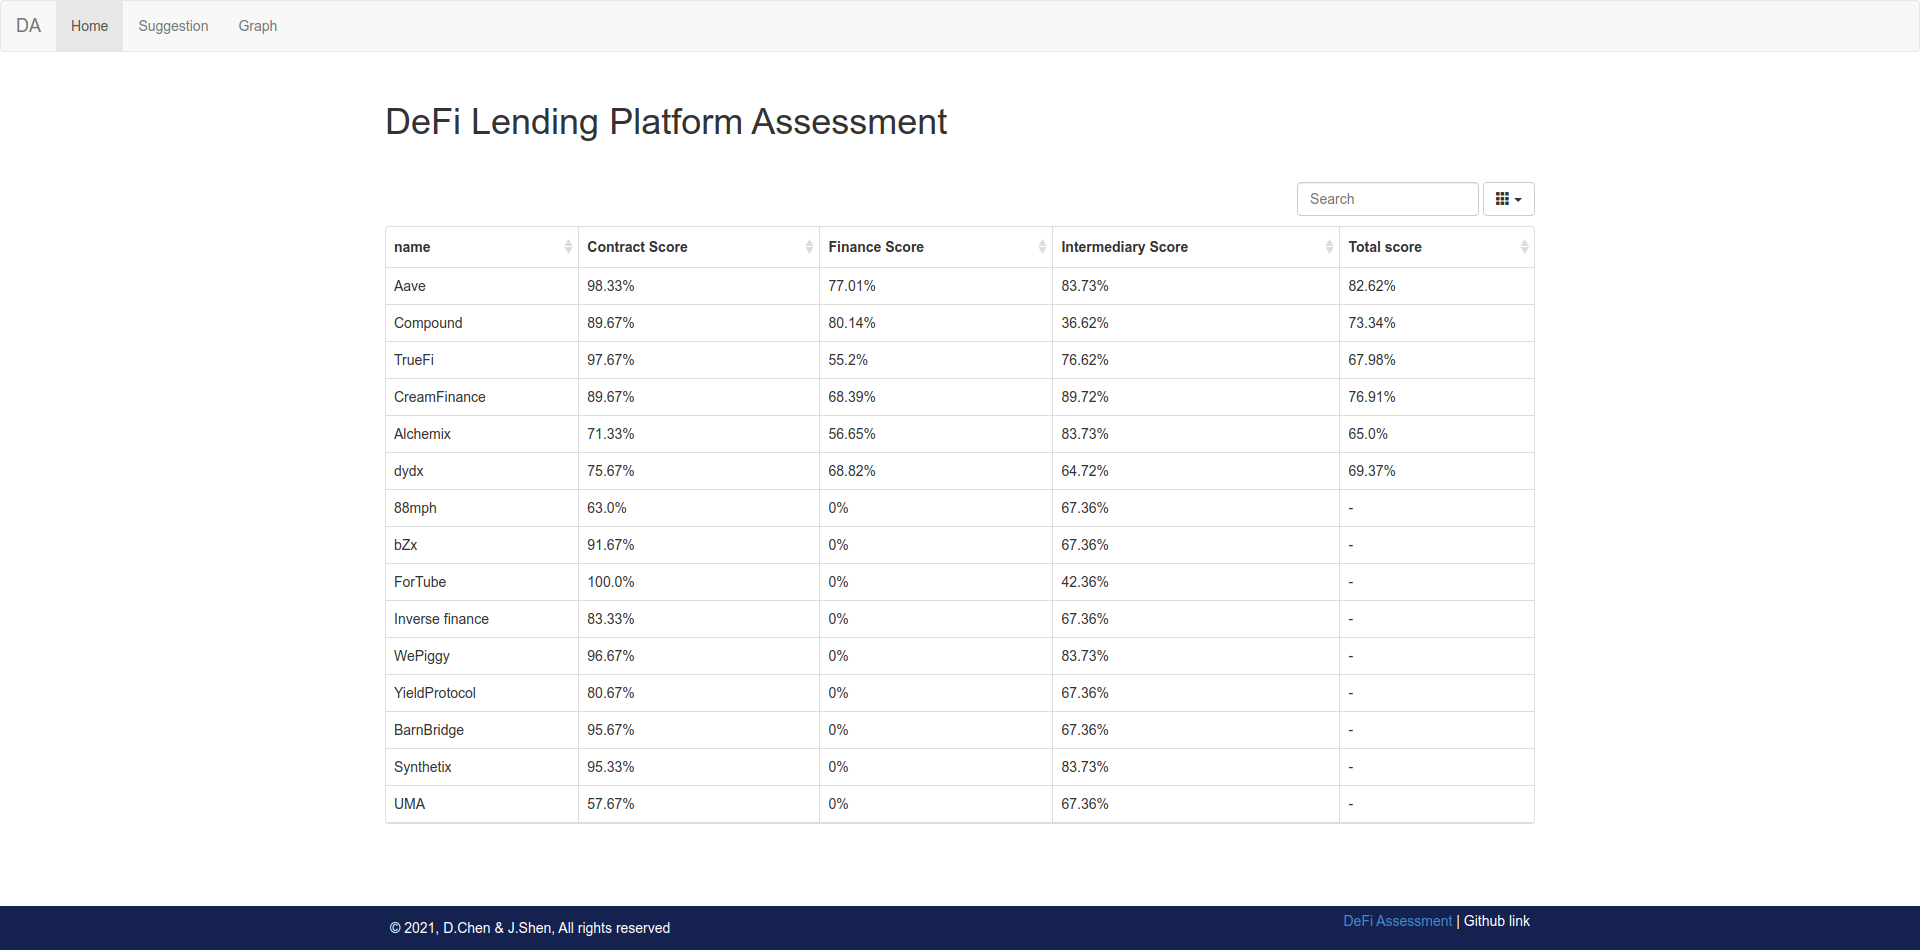 DA Home Suggestion Graph
DeFi Lending Platform Assessment
Search
name Contract Score Finance Score Intermediary Score Total score
Aave 98.33% 77.01% 83.73% 82.62%
Compound 89.67% 80.14% 36.62% 73.34%
TrueFi 97.67% 55.2% 76.62% 67.98%
CreamFinance 89.67% 68.39% 89.72% 76.91%
Alchemix 71.33% 56.65% 83.73% 65.0%
dydx 75.67% 68.82% 64.72% 69.37%
88mph 63.0% 0% 67.36% -
bZx 91.67% 0% 67.36% -
ForTube 100.0% 0% 42.36% -
Inverse finance 83.33% 0% 67.36% -
WePiggy 96.67% 0% 83.73% -
YieldProtocol 80.67% 0% 67.36% -
BarnBridge 95.67% 0% 67.36% -
Synthetix 95.33% 0% 83.73% -
UMA 57.67% 0% 67.36% -
© 2021, D.Chen & J.Shen, All rights reserved
DeFi Assessment | Github link